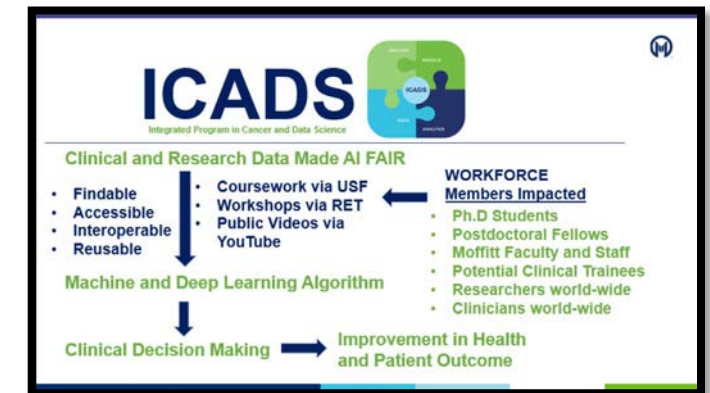 ICADS
Integrated Program in Cancer and Data Science
MODELS
ICADS
DATA
ANALYSIS
M
Clinical and Research Data Made AI FAIR
• Findable
• Accessible
• Interoperable
• Reusable
• Coursework via USF
• Workshops via RET
• Public Videos via
YouTube
WORKFORCE
Members Impacted
• Ph.D Students
• Postdoctoral Fellows
• Moffitt Faculty and Staff
• Potential Clinical Trainees
• Researchers world-wide
• Clinicians world-wide
Machine and Deep Learning Algorithm
Clinical Decision Making
Improvement in Health
and Patient Outcome